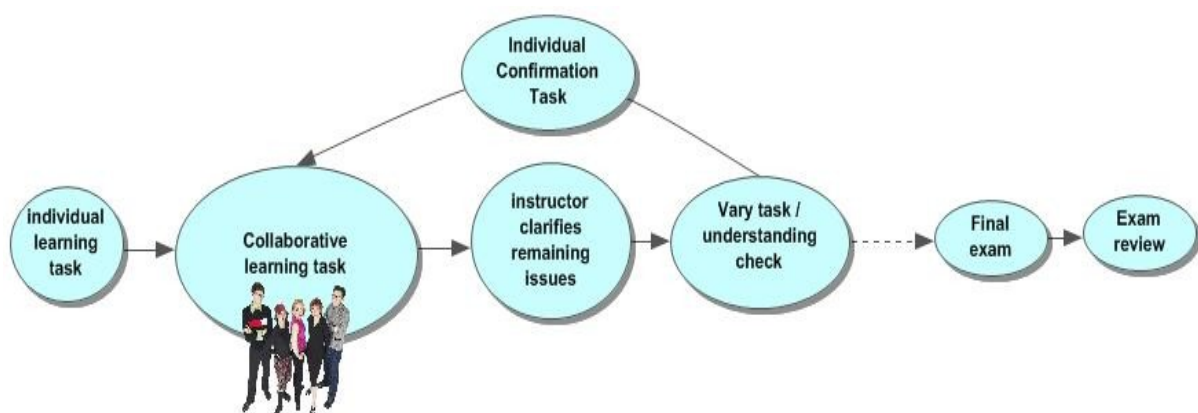 Individual
Confirmation
Task
individual
learning
task
Collaborative
learning task
instructor
clarifies
remaining
issues
Vary task /
understanding
check
Final
exam
Exam
review